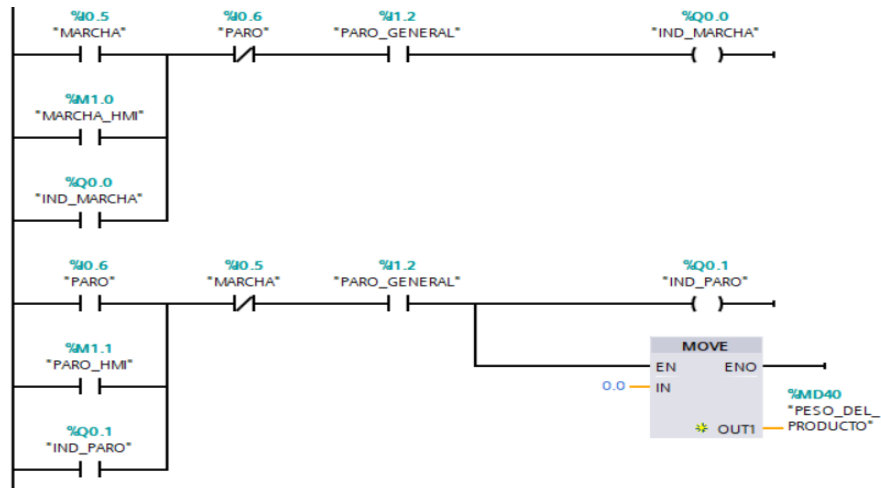 %I0.5 %I0.6 %I1.2 %Q0.0
"MARCHA" "PARO" "PARO_GENERAL" "IND_MARCHA"
%M1.0
"MARCHA_HMI"
%Q0.0
"IND_MARCHA"
%I0.6 %I0.5 %I1.2 %Q0.1
"PARO" "MARCHA" "PARO_GENERAL" "IND_PARO"
%M1.1
"PARO_HMI"
%Q0.1
"IND_PARO"
MOVE
EN ENO
0.0 IN
%MD40
"PESO_DEL_
PRODUCTO"
OUT1